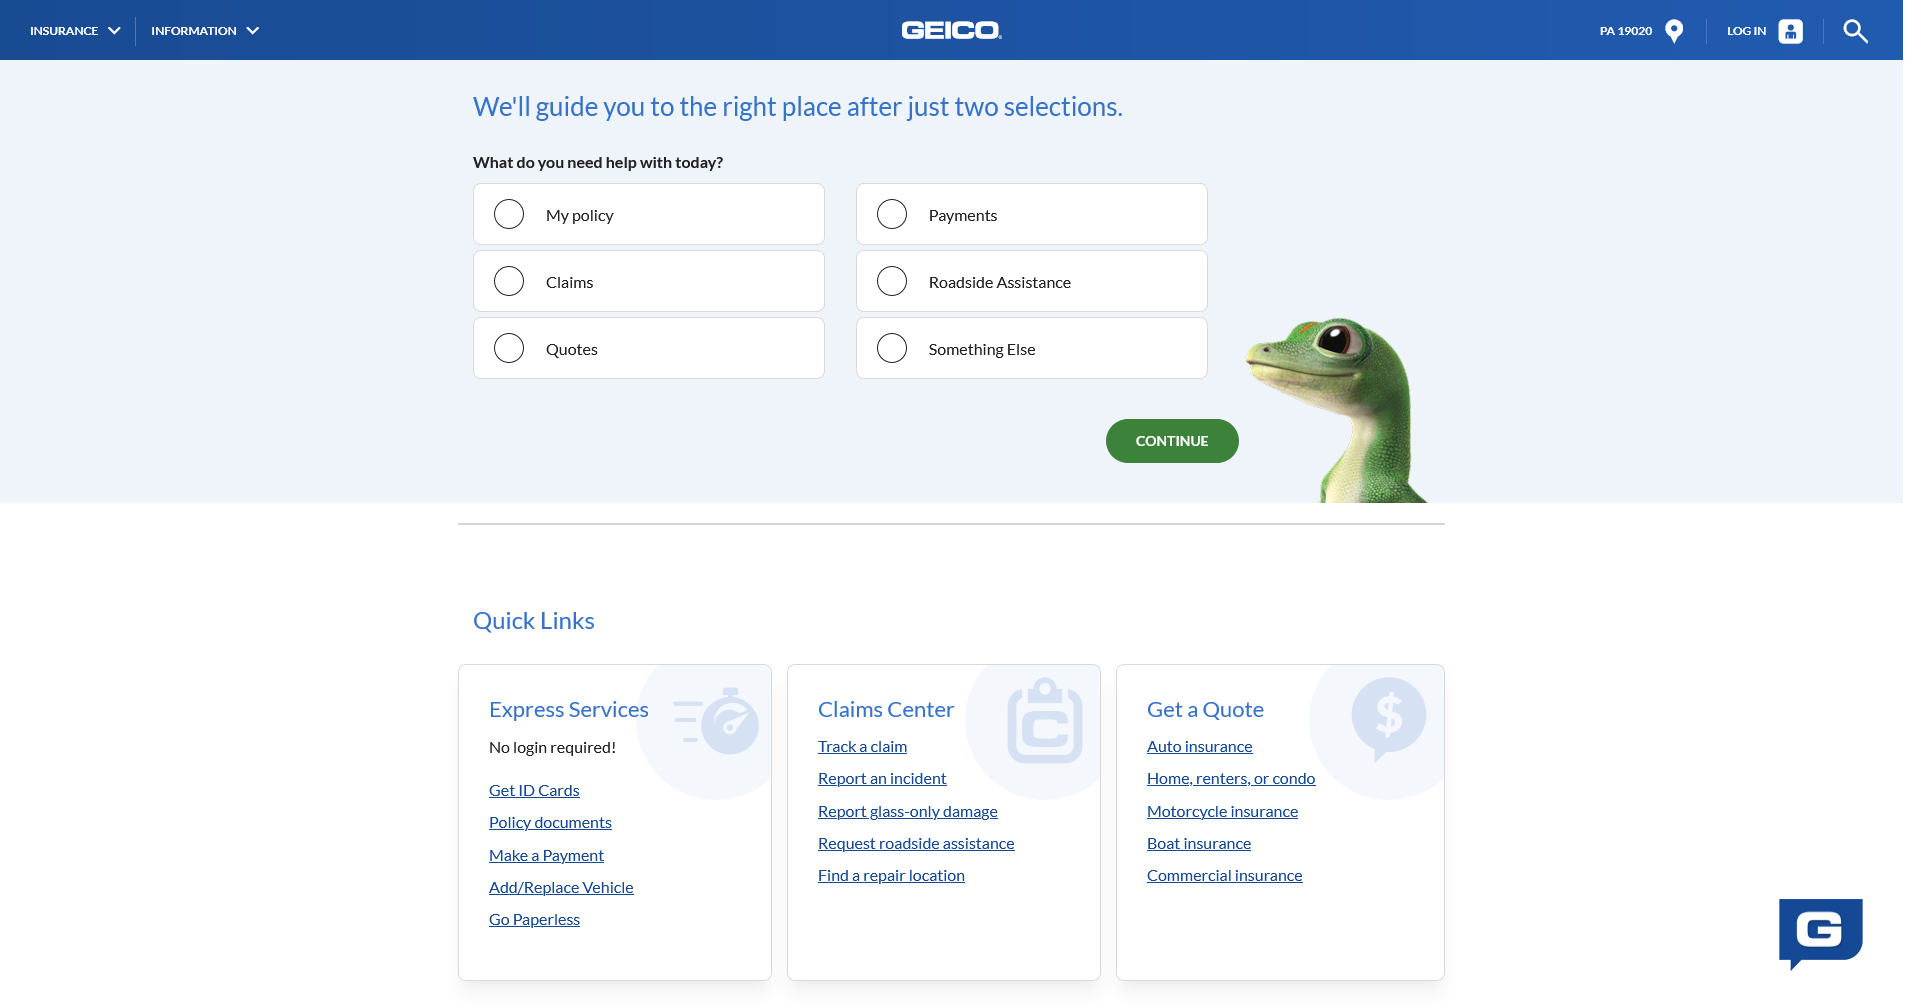 INSURANCE
INFORMATION
GEICO
PA 19020
LOG IN
We'll guide you to the right place after just two selections.
What do you need help with today?
My policy
Payments
Claims
Roadside Assistance
Quotes
Something Else
CONTINUE
Quick Links
Express Services
No login required!
Get ID Cards
Policy documents
Make a Payment
Add/Replace Vehicle
Go Paperless
Claims Center
Track a claim
Report an incident
Report glass-only damage
Request roadside assistance
Find a repair location
Get a Quote
Auto insurance
Home, renters, or condo
Motorcycle insurance
Boat insurance
Commercial insurance
C
$
G